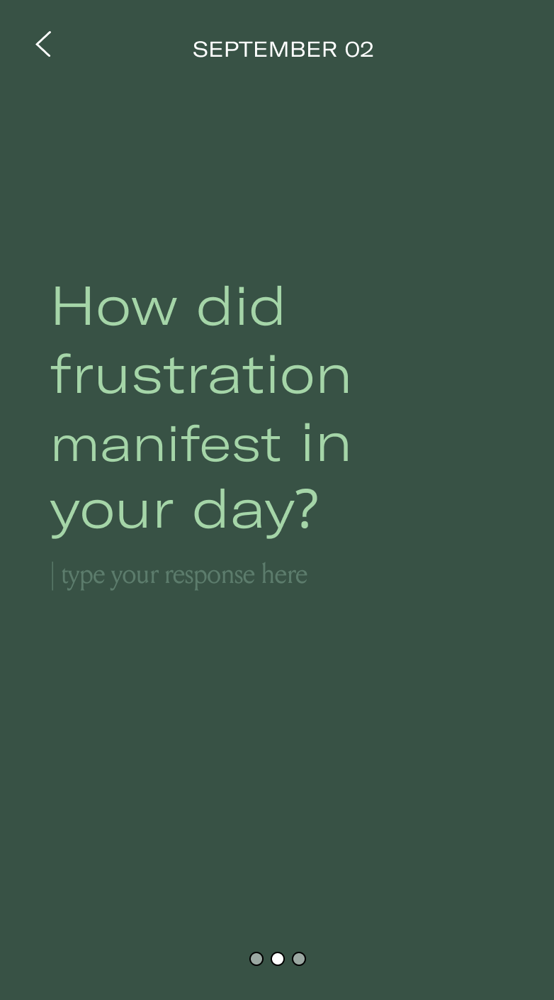 SEPTEMBER 02
How did
frustration
manifest in
your day?
type your response here